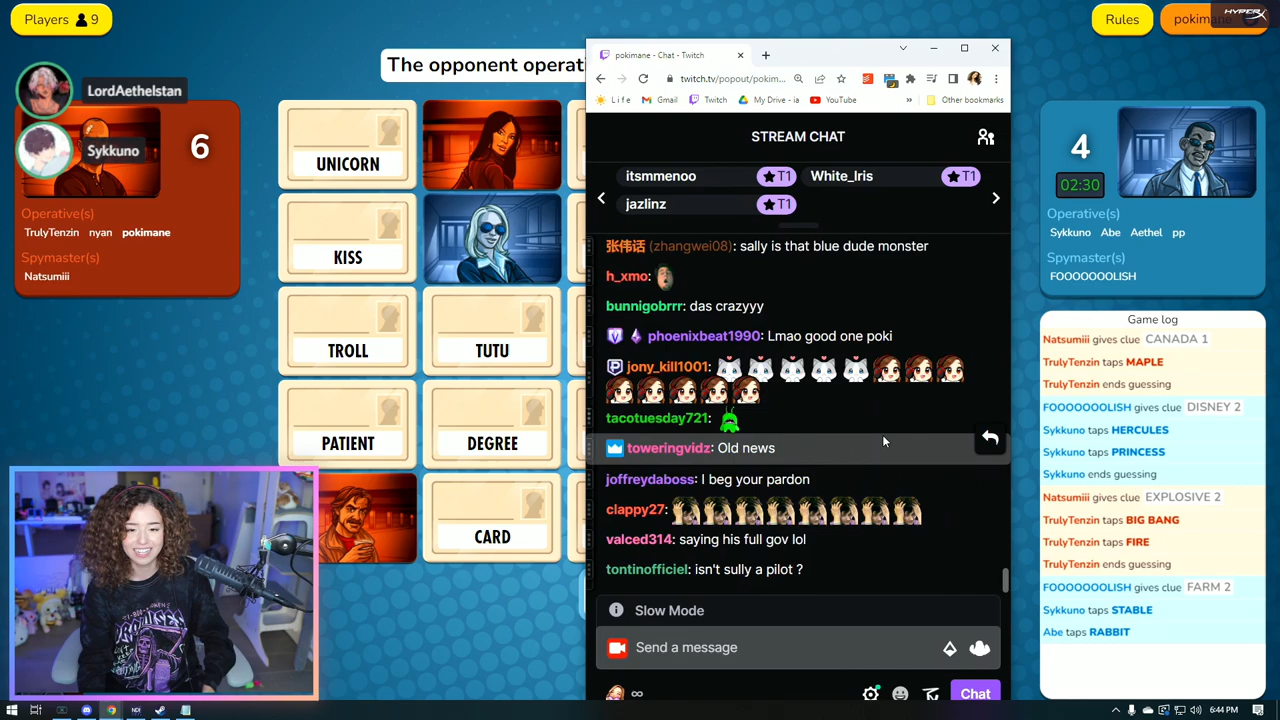 Players 9
Rules
pokim
HYPERX
The opponent operat
LordAethelstan
Sykkuno
6
Operative(s)
TrulyTenzin nyan pokimane
Spymaster(s)
Natsumiii
UNICORN
KISS
TROLL
TUTU
PATIENT
DEGREE
CARD
pokimane - Chat - Twitch
twitch.tv/popout/pokim...
L i f e
Gmail
Twitch
My Drive - ia
YouTube
»
Other bookmarks
STREAM CHAT
itsmmenoo T1
White_Iris T1
jazlinz T1
张伟话 (zhangwei08): sally is that blue dude monster
h_xmo:
bunnigobrrr: das crazyyy
phoenixbeat1990: Lmao good one poki
jony_kill1001:
tacotuesday721:
toweringvidz: Old news
joffreydaboss: I beg your pardon
clappy27:
valced314: saying his full gov lol
tontinofficiel: isn't sully a pilot ?
Slow Mode
Send a message
∞
Chat
4
02:30
Operative(s)
Sykkuno Abe Aethel pp
Spymaster(s)
FOOOOOOLISH
Game log
Natsumiii gives clue CANADA 1
TrulyTenzin taps MAPLE
TrulyTenzin ends guessing
FOOOOOOLISH gives clue DISNEY 2
Sykkuno taps HERCULES
Sykkuno taps PRINCESS
Sykkuno ends guessing
Natsumiii gives clue EXPLOSIVE 2
TrulyTenzin taps BIG BANG
TrulyTenzin taps FIRE
TrulyTenzin ends guessing
FOOOOOOLISH gives clue FARM 2
Sykkuno taps STABLE
Abe taps RABBIT
6:44 PM